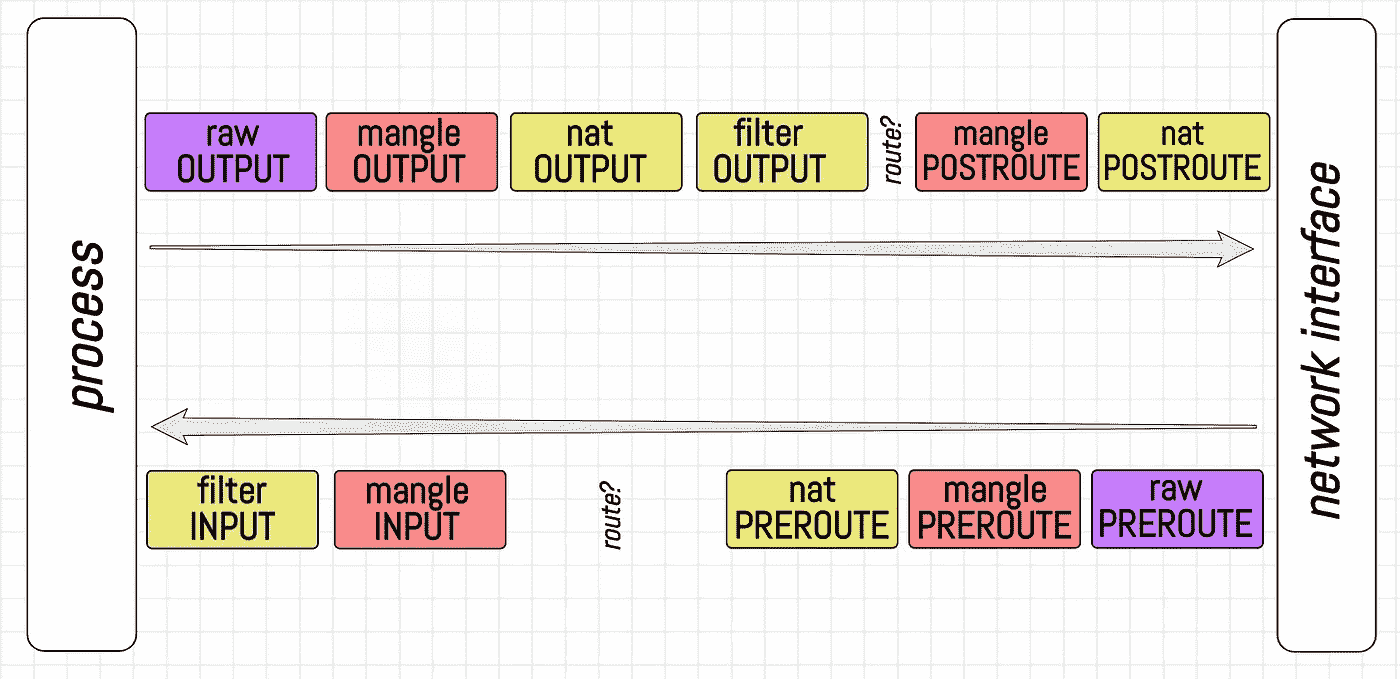 process
raw
OUTPUT
mangle
OUTPUT
nat
OUTPUT
filter
OUTPUT
route?
mangle
POSTROUTE
nat
POSTROUTE
filter
INPUT
mangle
INPUT
route?
nat
PREROUTE
mangle
PREROUTE
raw
PREROUTE
network interface